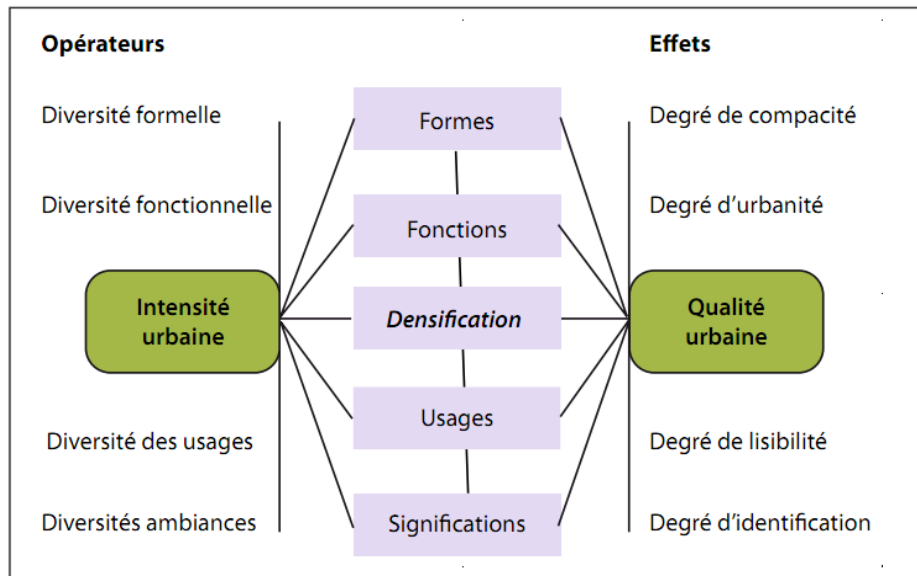 Opérateurs
Effets
Diversité formelle
Formes
Degré de compacité
Diversité fonctionnelle
Fonctions
Degré d'urbanité
Intensité
urbaine
Densification
Qualité
urbaine
Diversité des usages
Usages
Degré de lisibilité
Diversités ambiances
Significations
Degré d'identification